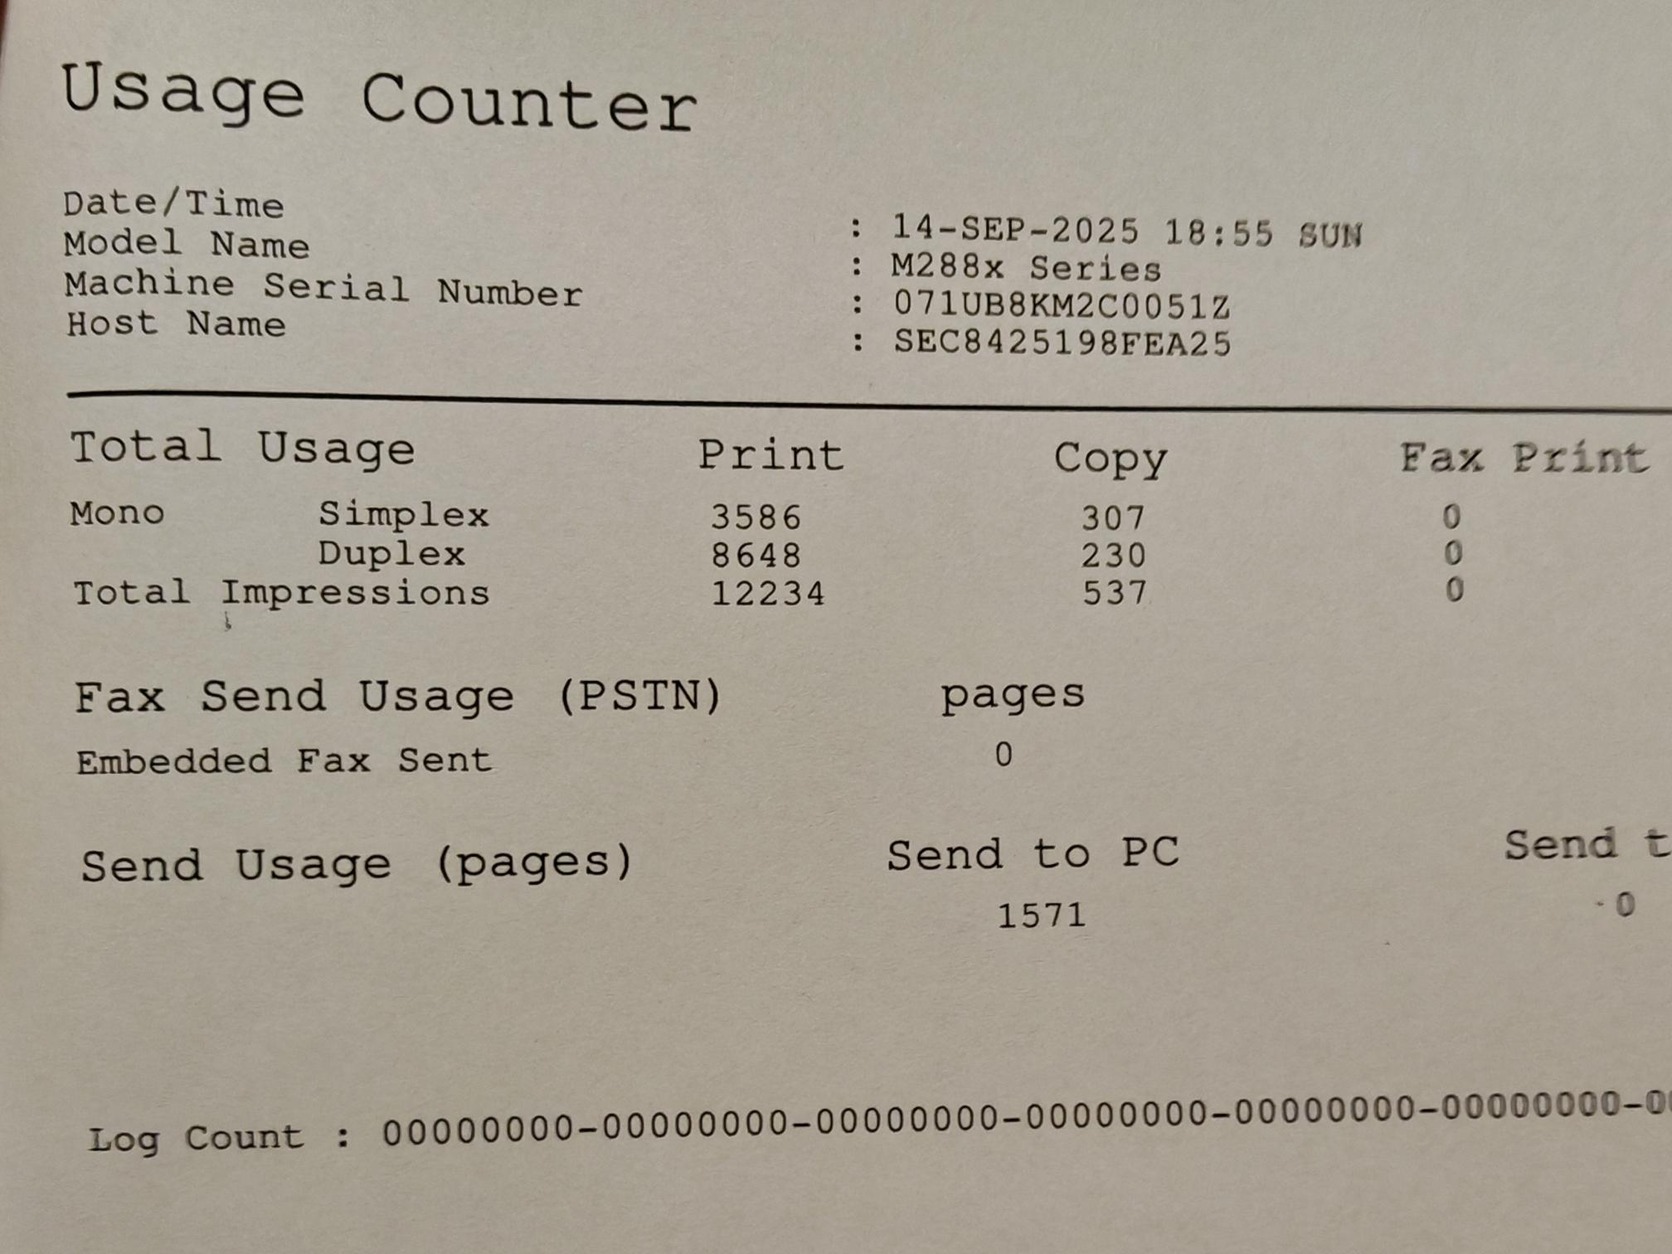 Usage Counter
Date/Time : 14-SEP-2025 18:55 SUN
Model Name : M288x Series
Machine Serial Number : 071UB8KM2C0051Z
Host Name : SEC8425198FEA25
Total Usage Print Copy Fax Print
Mono Simplex 3586 307 0
Duplex 8648 230 0
Total Impressions 12234 537 0
Fax Send Usage (PSTN) pages
Embedded Fax Sent 0
Send Usage (pages) Send to PC Send t
1571 0
Log Count : 00000000-00000000-00000000-00000000-00000000-00000000-00